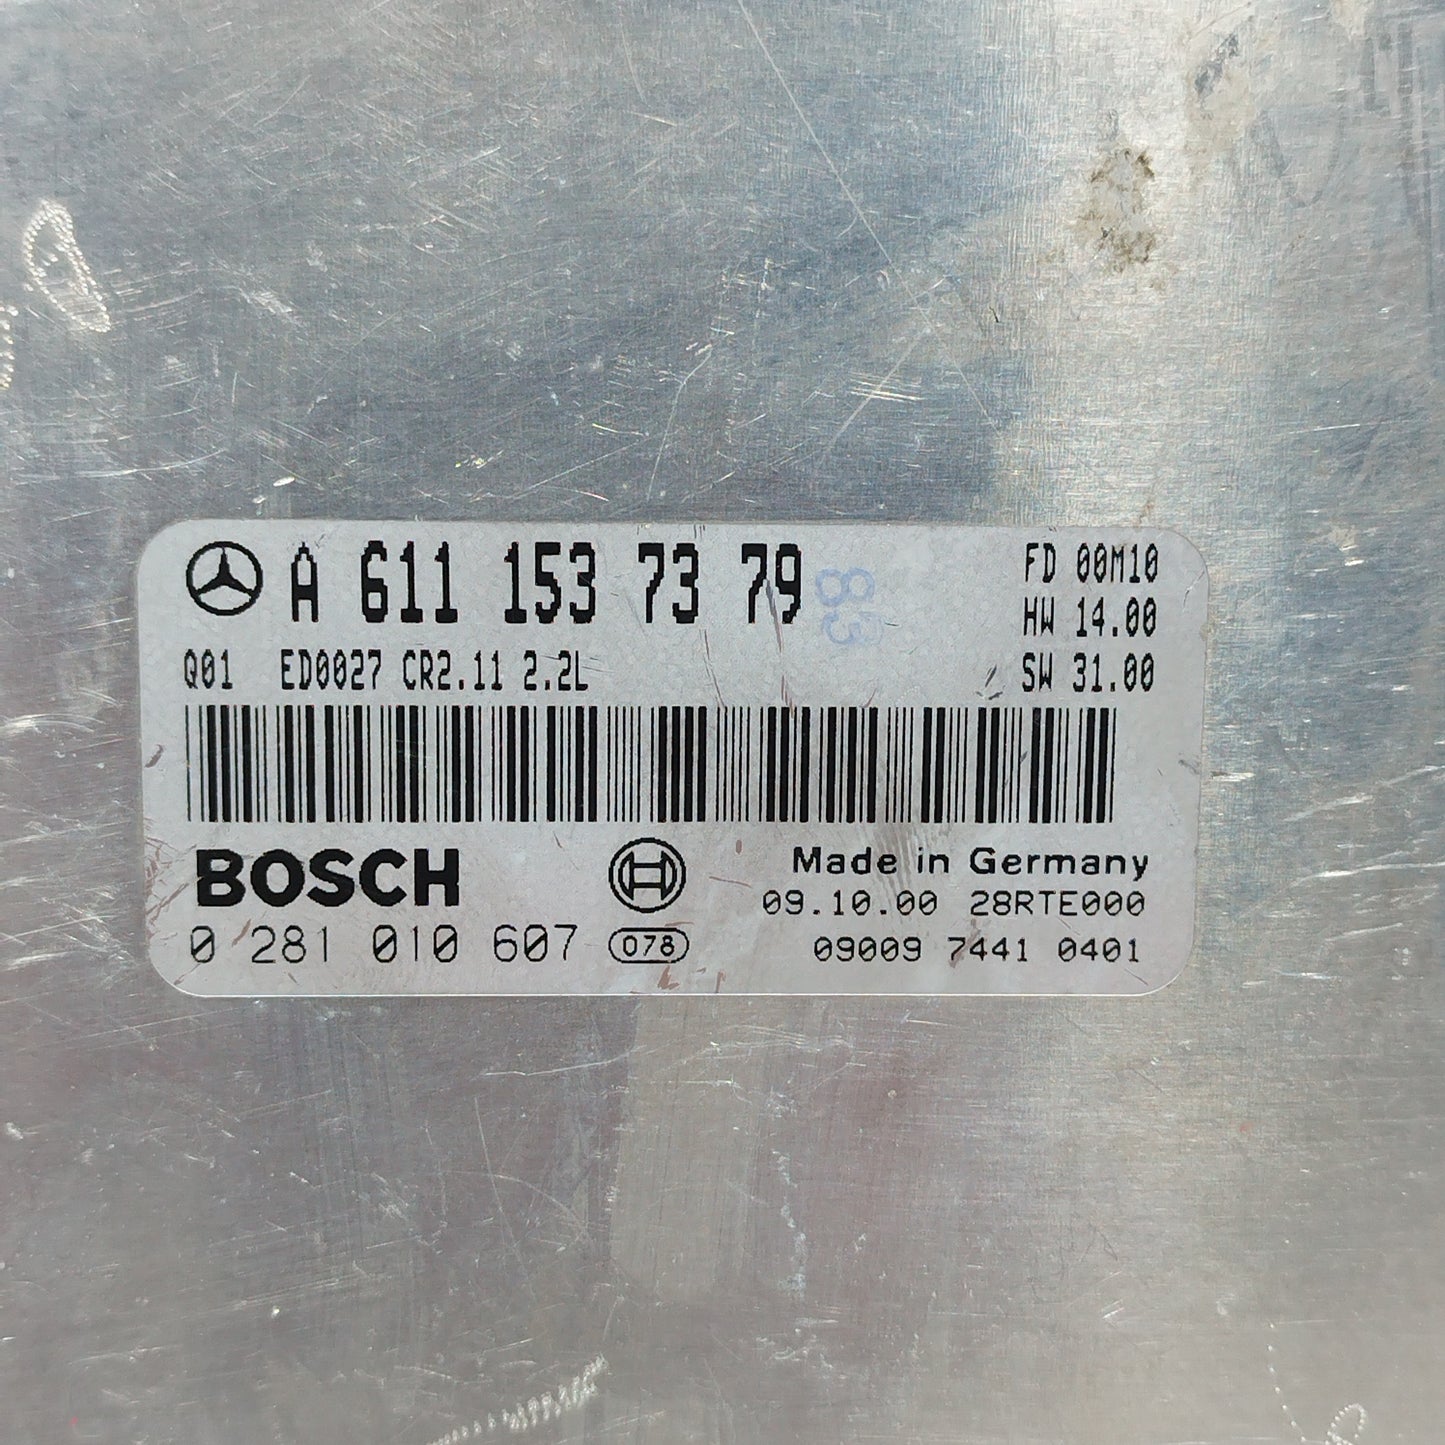 A 611 153 73 79
85
FD 00M10
HW 14.00
Q01 ED0027 CR2.11 2.2L
SW 31.00
BOSCH
Made in Germany
09.10.00 28RTE000
0 281 010 607 078
09009 7441 0401